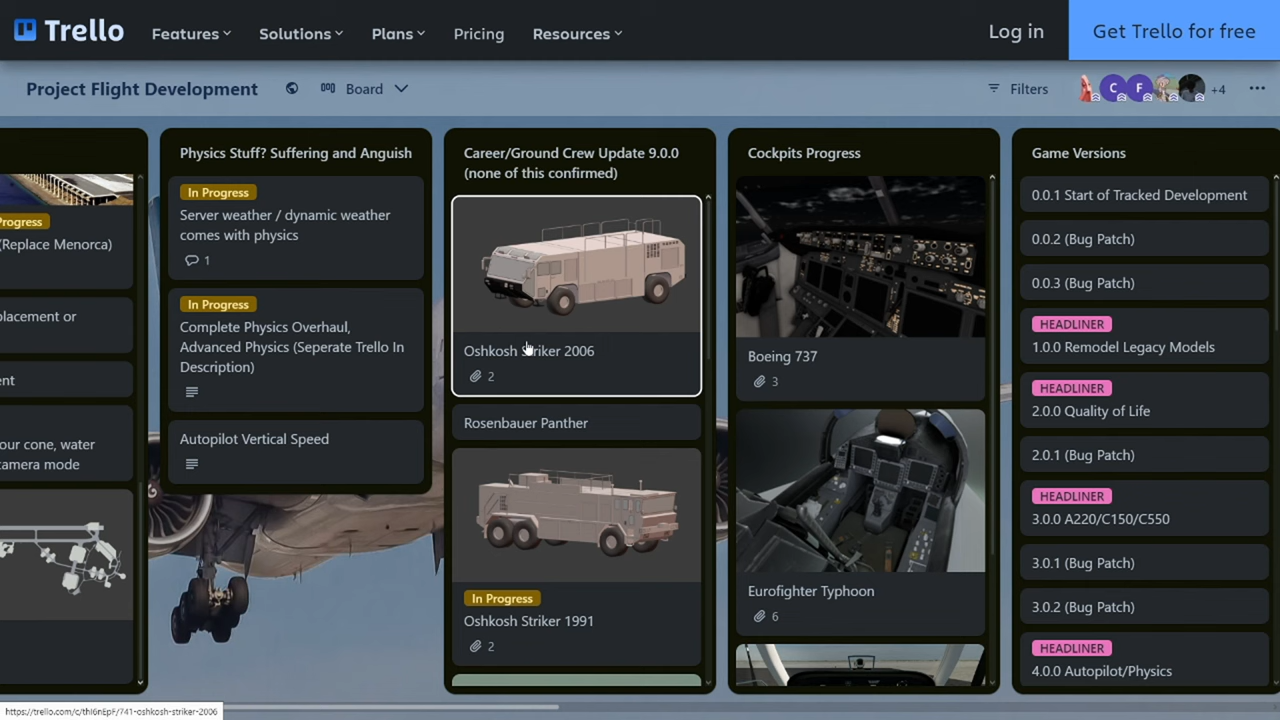 Trello
Features
Solutions
Plans
Pricing
Resources
Log in
Get Trello for free
Project Flight Development
Board
Filters
C
F
+4
Progress
(Replace Menorca)
placement or
ent
our cone, water
camera mode
Physics Stuff? Suffering and Anguish
In Progress
Server weather / dynamic weather
comes with physics
1
In Progress
Complete Physics Overhaul,
Advanced Physics (Seperate Trello In
Description)
Autopilot Vertical Speed
Career/Ground Crew Update 9.0.0
(none of this confirmed)
Oshkosh Striker 2006
2
Rosenbauer Panther
In Progress
Oshkosh Striker 1991
2
Cockpits Progress
Boeing 737
3
Eurofighter Typhoon
6
Game Versions
0.0.1 Start of Tracked Development
0.0.2 (Bug Patch)
0.0.3 (Bug Patch)
HEADLINER
1.0.0 Remodel Legacy Models
HEADLINER
2.0.0 Quality of Life
2.0.1 (Bug Patch)
HEADLINER
3.0.0 A220/C150/C550
3.0.1 (Bug Patch)
3.0.2 (Bug Patch)
HEADLINER
4.0.0 Autopilot/Physics